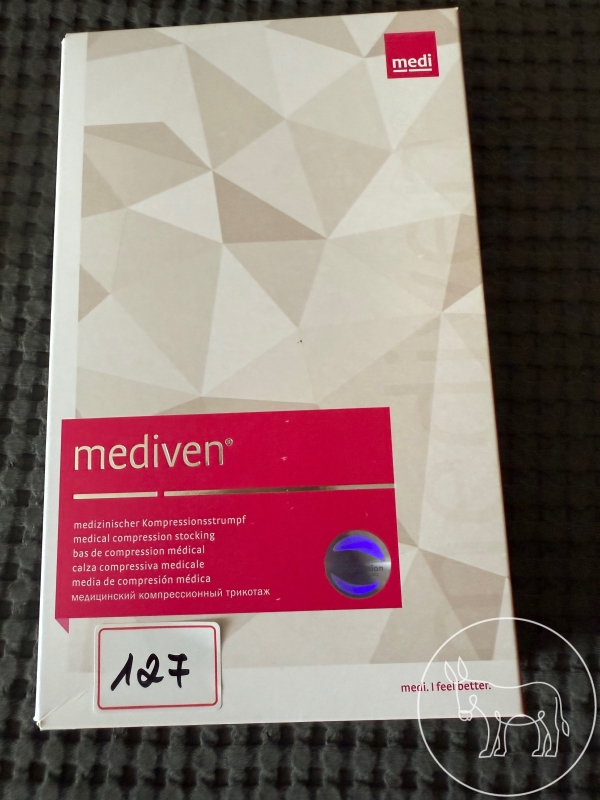 medi
mediven®
medizinischer Kompressionsstrumpf
medical compression stocking
bas de compression médical
calza compressiva medicale
media de compresión médica
медицинский компрессионный трикотаж
127
medi. I feel better.